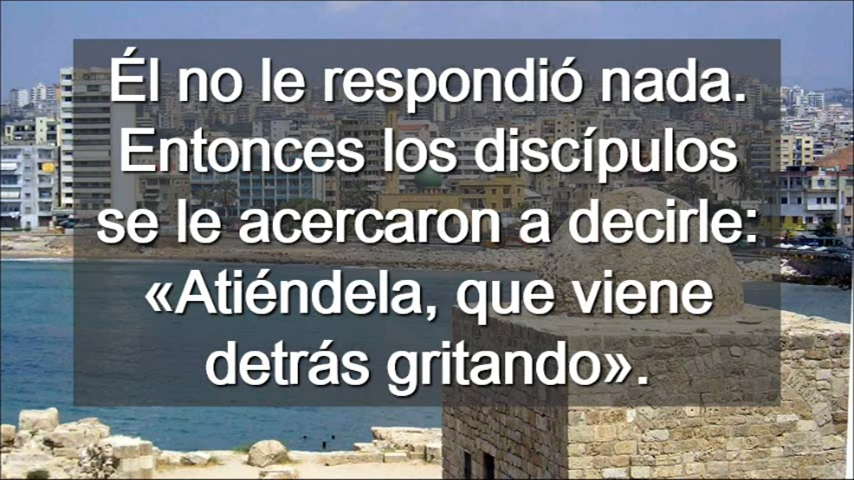 Él no le respondió nada.
Entonces los discípulos
se le acercaron a decirle:
«Atiéndela, que viene
detrás gritando».